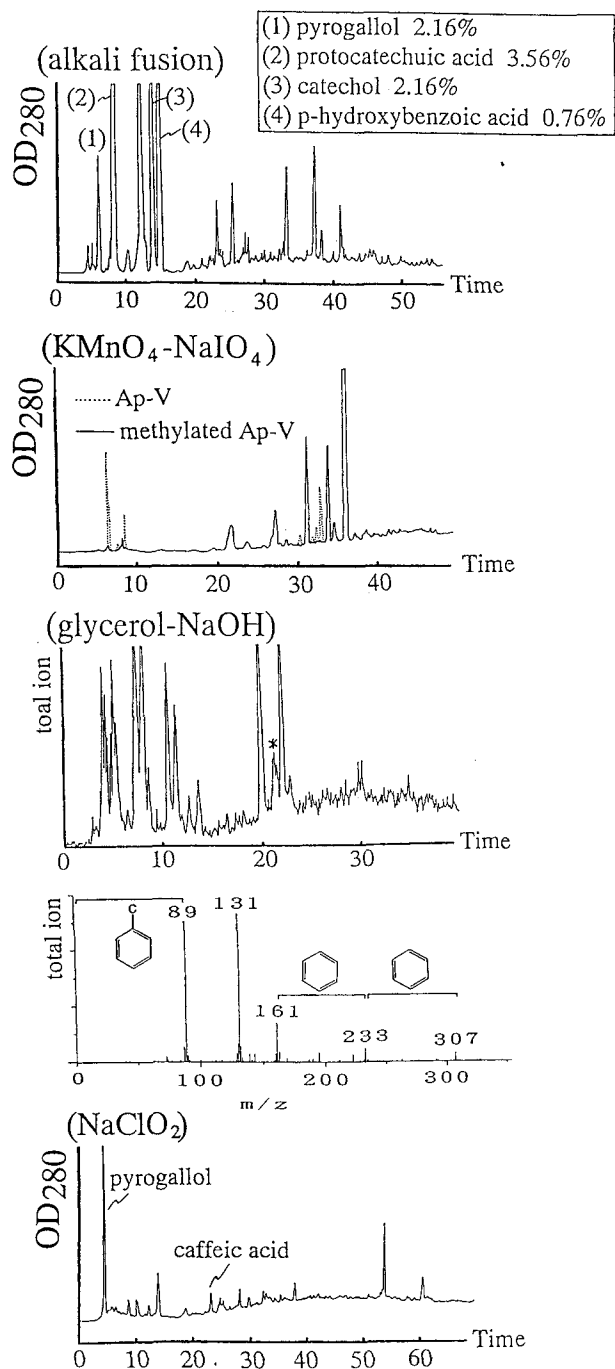 (1) pyrogallol 2.16%
(2) protocatechuic acid 3.56%
(3) catechol 2.16%
(4) p-hydroxybenzoic acid 0.76%
(alkali fusion)
OD280
(1)
(2)
(3)
(4)
0 10 20 30 40 50 Time
(KMnO4-NaIO4)
OD280
Ap-V
methylated Ap-V
0 10 20 30 40 Time
(glycerol-NaOH)
toal ion
*
0 10 20 30 Time
total ion
C
89
131
161
233
307
100 200 300
m/z
(NaClO2)
OD280
pyrogallol
caffeic acid
0 10 20 30 40 50 60 Time